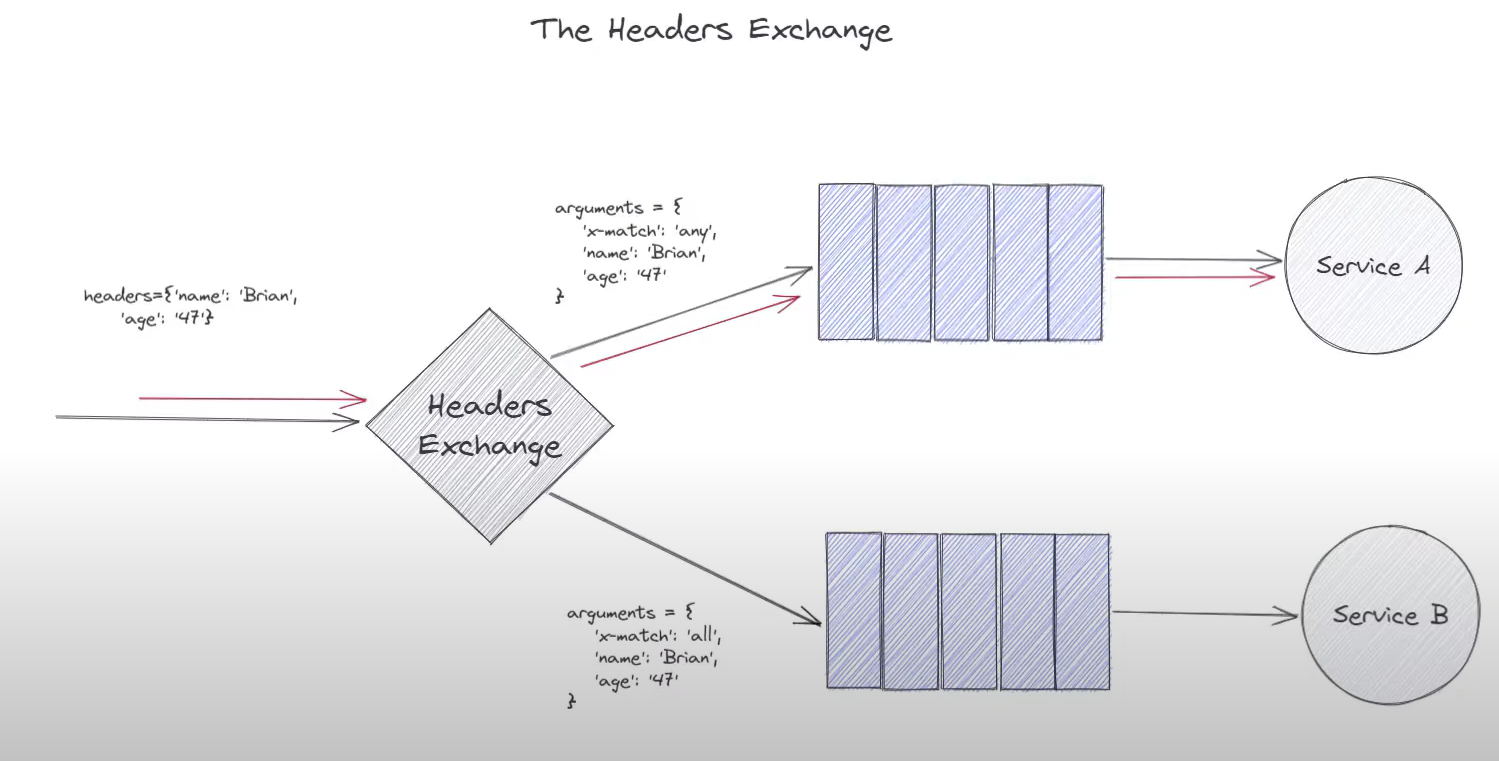 The Headers Exchange
headers={'name': 'Brian',
'age': '47'}
arguments = {
'x-match': 'any',
'name': 'Brian',
'age': '47'
}
Headers
Exchange
Service A
arguments = {
'x-match': 'all',
'name': 'Brian',
'age': '47'
}
Service B